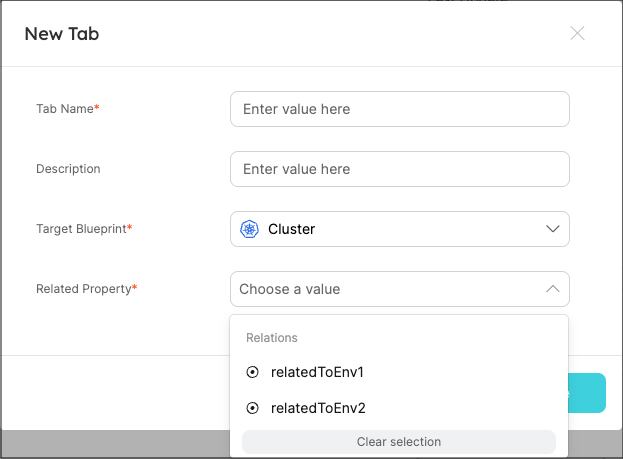 New Tab
Tab Name*
Enter value here
Description
Enter value here
Target Blueprint*
Cluster
Related Property*
Choose a value
Relations
relatedToEnv1
relatedToEnv2
Clear selection